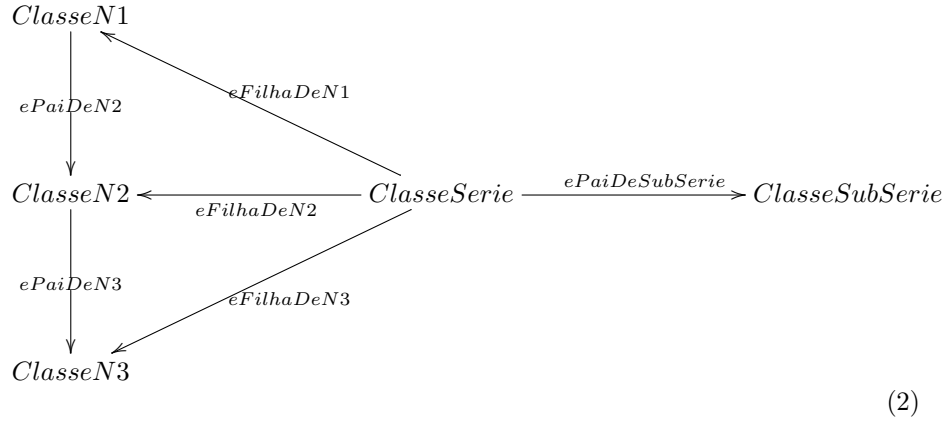 ClasseN1
eFilhaDeN1
ePaiDeN2
ePaiDeSubSerie
ClasseN2
ClasseSerie
ClasseSubSerie
eFilhaDeN2
ePaiDeN3
eFilhaDeN3
ClasseN3
(2)